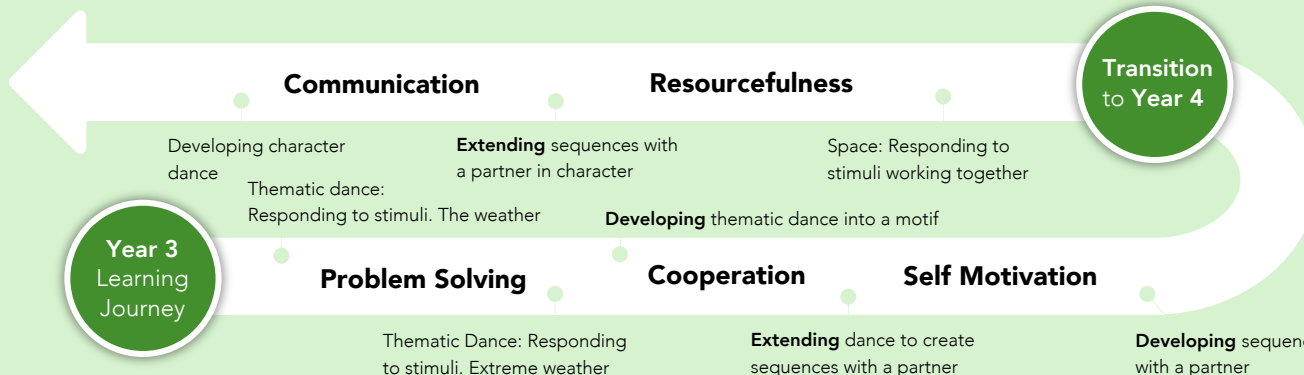 Communication
Resourcefulness
Transition
to Year 4
Developing character
dance
Extending sequences with
a partner in character
Space: Responding to
stimuli working together
Thematic dance:
Responding to stimuli. The weather
Developing thematic dance into a motif
Year 3
Learning
Journey
Problem Solving
Cooperation
Self Motivation
Thematic Dance: Responding
to stimuli. Extreme weather
Extending dance to create
sequences with a partner
Developing
with a partner